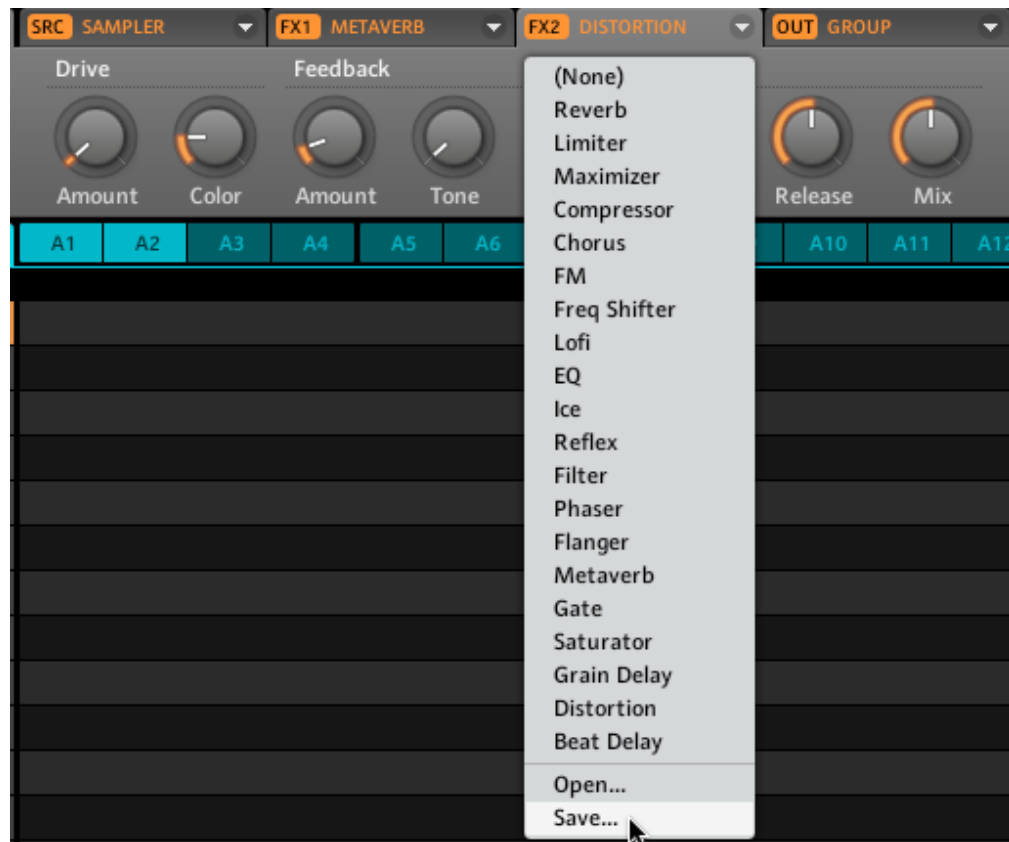 SRC SAMPLER FX1 METAVERB FX2 DISTORTION OUT GROUP
Drive Feedback
Amount Color Amount Tone Release Mix
A1 A2 A3 A4 A5 A6 A10 A11 A12
(None)
Reverb
Limiter
Maximizer
Compressor
Chorus
FM
Freq Shifter
Lofi
EQ
Ice
Reflex
Filter
Phaser
Flanger
Metaverb
Gate
Saturator
Grain Delay
Distortion
Beat Delay
Open...
Save...